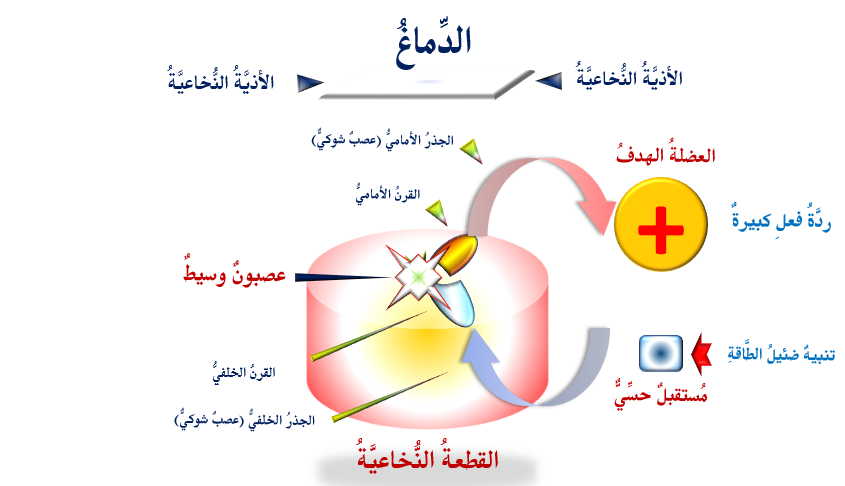 الدِّماغُ
الأذيَّةُ النُّخاعيَّةُ
الأذيَّةُ النُّخاعيَّةُ
الجذرُ الأماميُّ (عصبٌ شوكيٌّ)
العضلةُ الهدفُ
القرنُ الأماميُّ
ردَّةُ فعلٍ كبيرةٌ
عصبونٌ وسيطٌ
تنبيهٌ ضئيلُ الطَّاقةِ
القرنُ الخلفيُّ
مُستقبلٌ حسّيٌّ
الجذرُ الخلفيُّ (عصبٌ شوكيٌّ)
القطعةُ النُّخاعيَّةُ